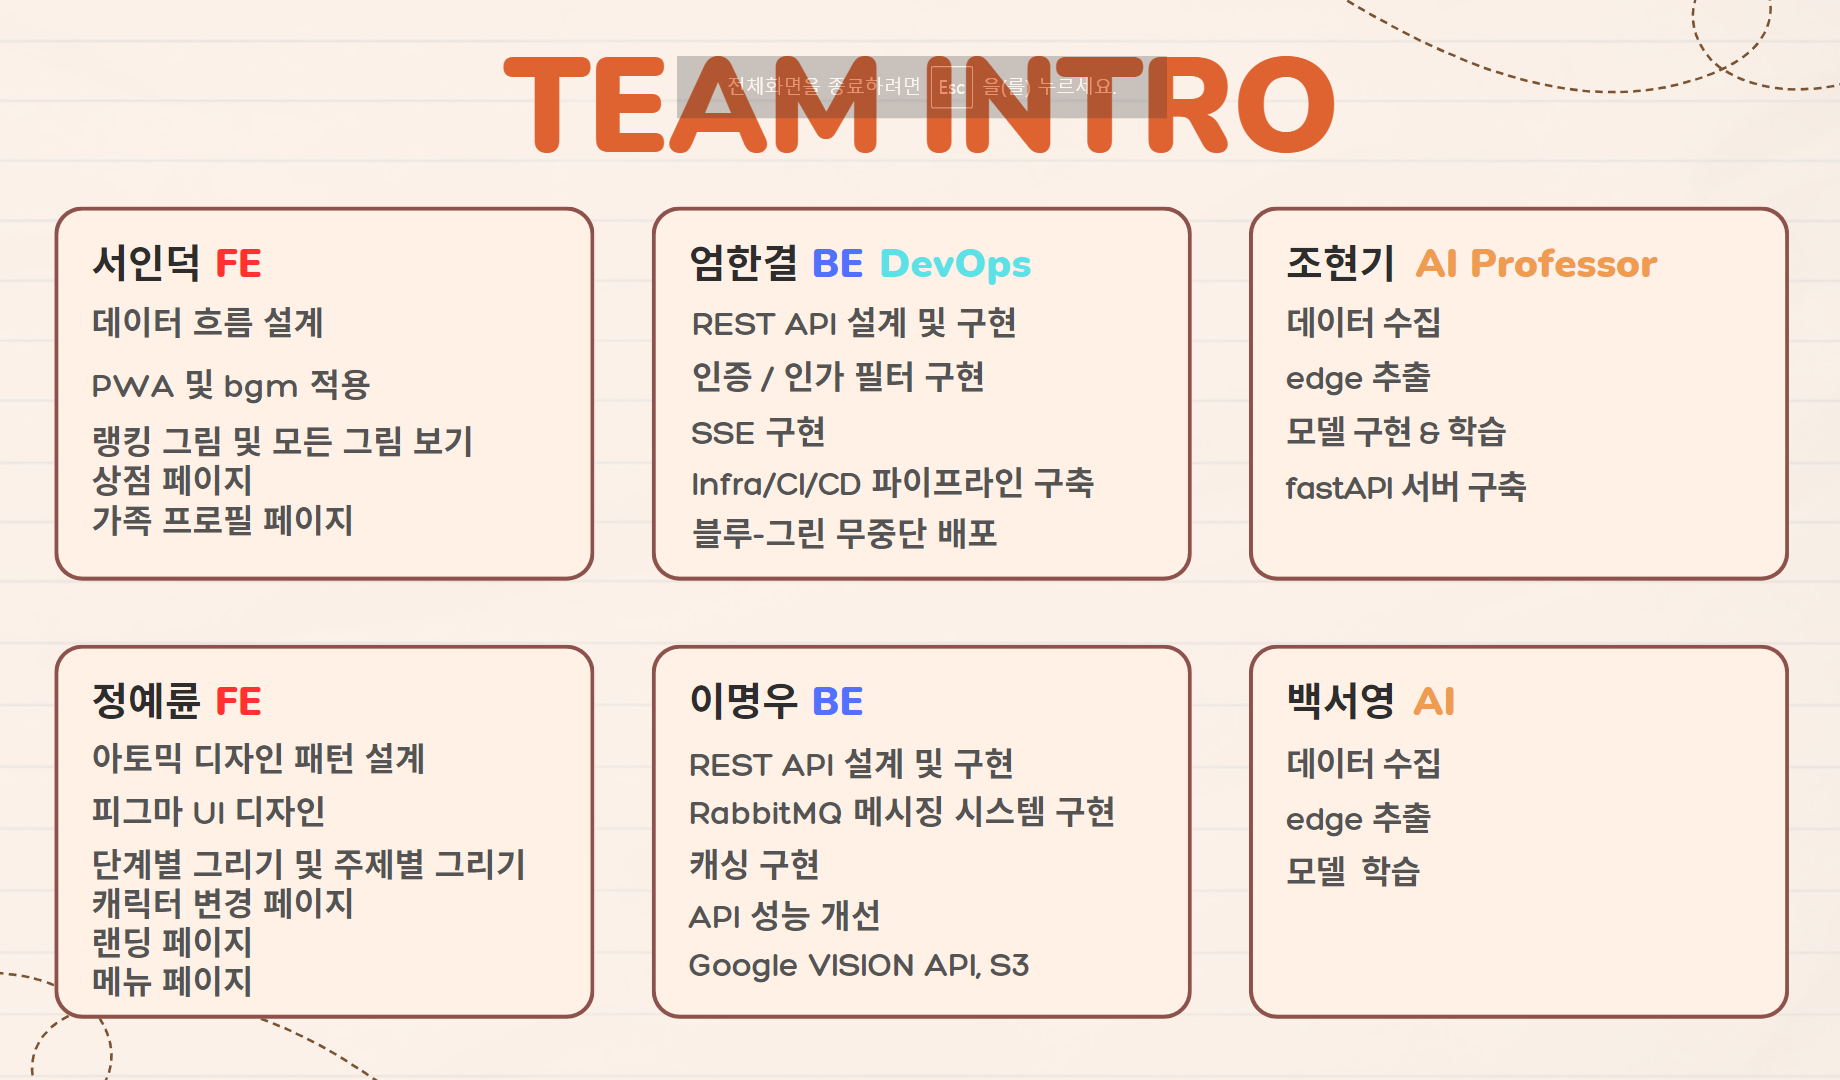 TEAM INTRO
전체화면을 종료하려면 Esc 을(를) 누르세요.
서인덕 FE
데이터 흐름 설계
PWA 및 bgm 적용
랭킹 그림 및 모든 그림 보기
상점 페이지
가족 프로필 페이지
엄한결 BE DevOps
REST API 설계 및 구현
인증 / 인가 필터 구현
SSE 구현
Infra/CI/CD 파이프라인 구축
블루-그린 무중단 배포
조현기 AI Professor
데이터 수집
edge 추출
모델 구현 & 학습
fastAPI 서버 구축
정예륜 FE
아토믹 디자인 패턴 설계
피그마 UI 디자인
단계별 그리기 및 주제별 그리기
캐릭터 변경 페이지
랜딩 페이지
메뉴 페이지
이명우 BE
REST API 설계 및 구현
RabbitMQ 메시징 시스템 구현
캐싱 구현
API 성능 개선
Google VISION API, S3
백서영 AI
데이터 수집
edge 추출
모델 학습